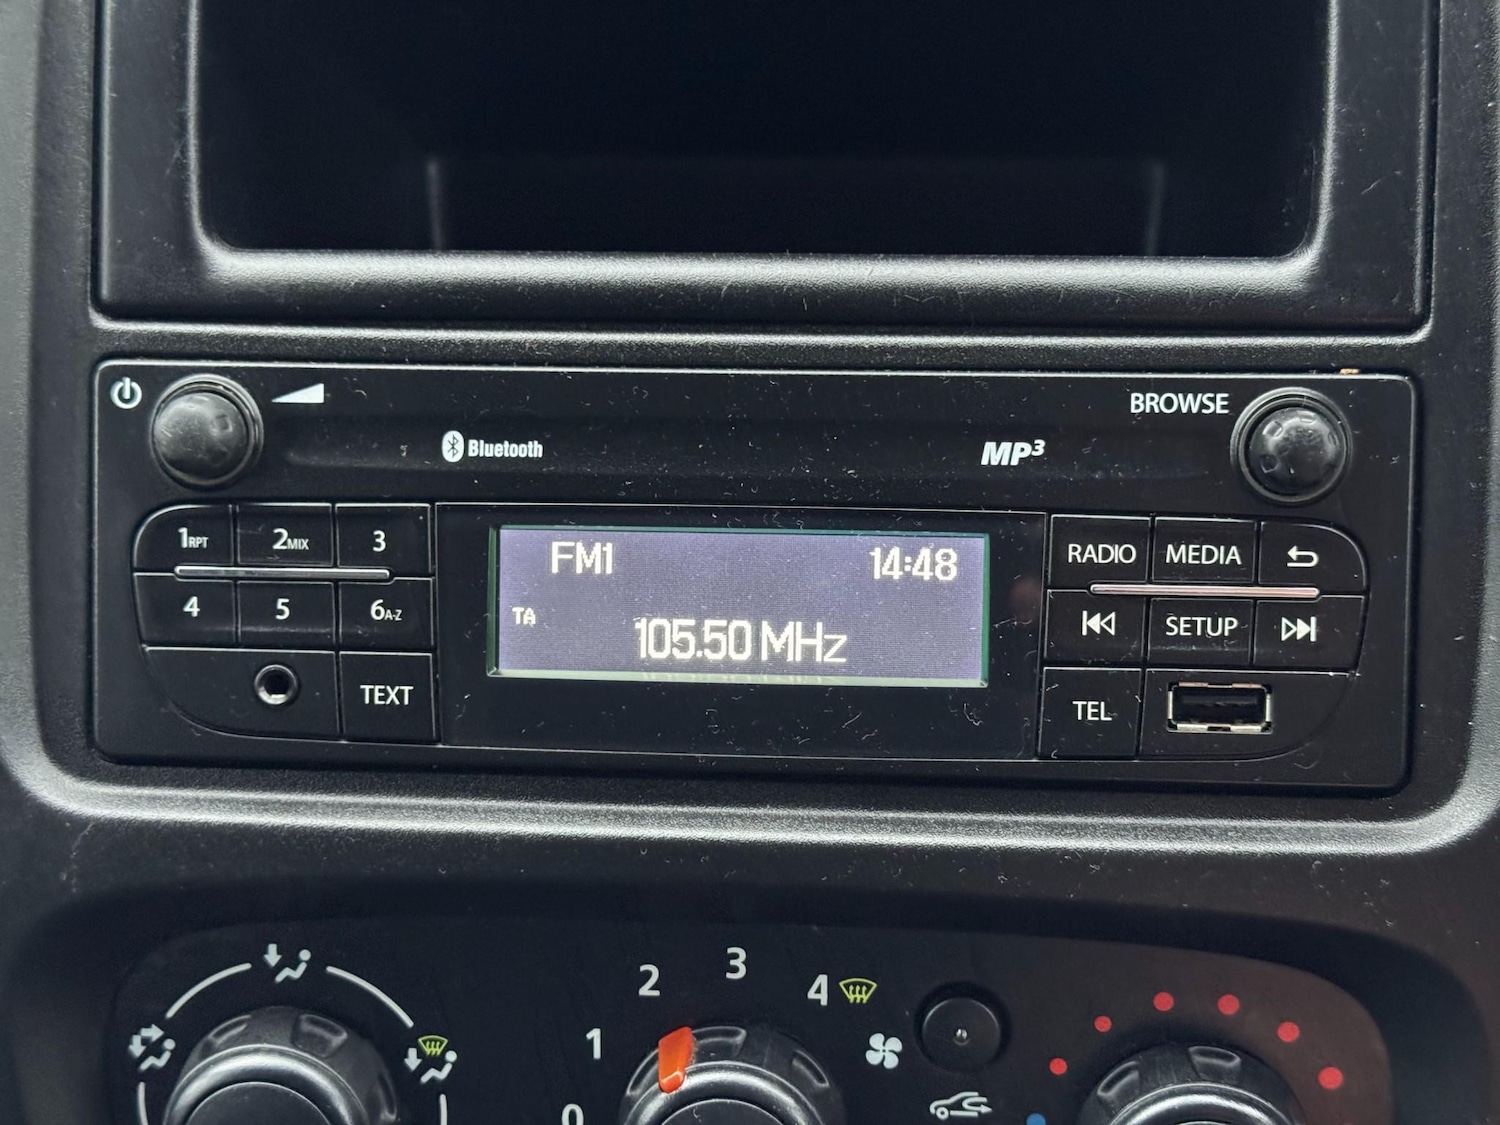 BROWSE
Bluetooth
MP3
1RPT
2MIX
3
4
5
6A-Z
TEXT
FM1
14:48
TA
105.50 MHz
RADIO
MEDIA
SETUP
TEL
0
1
2
3
4